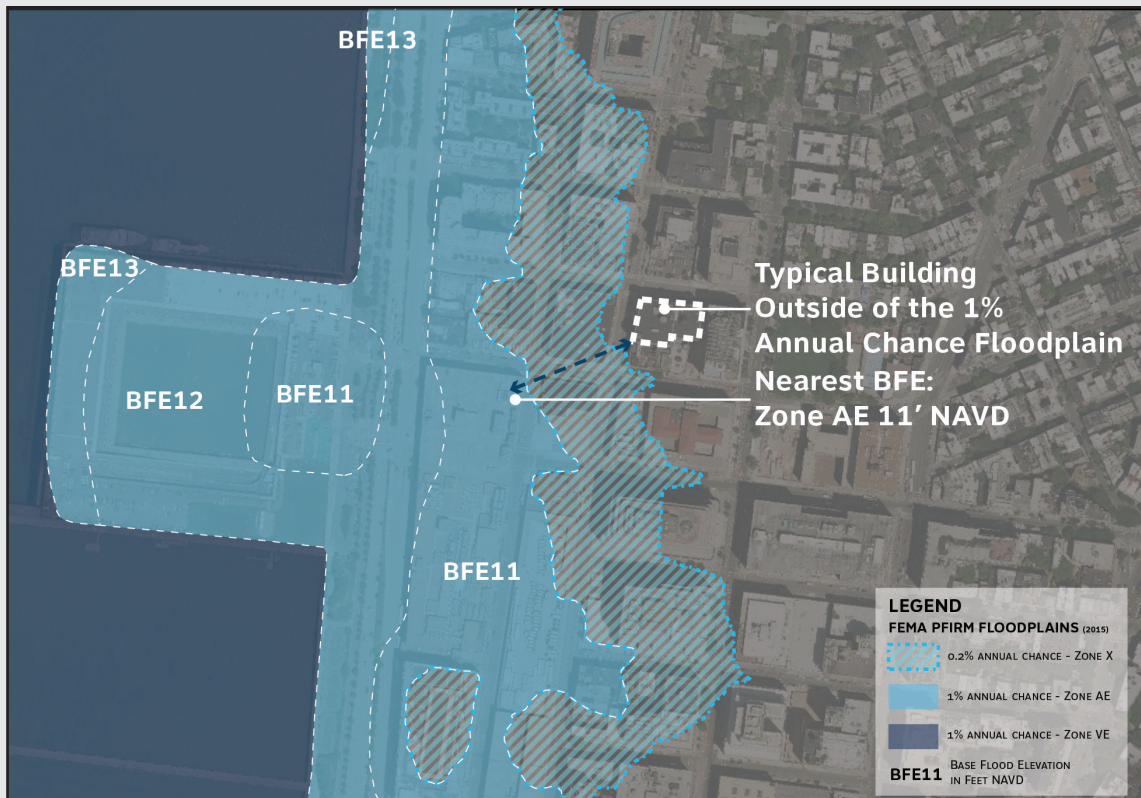 BFE13
BFE13
BFE12
BFE11
BFE11
Typical Building
Outside of the 1%
Annual Chance Floodplain
Nearest BFE:
Zone AE 11' NAVD
LEGEND
FEMA PFIRM FLOODPLAINS (2015)
0.2% ANNUAL CHANCE - ZONE X
1% ANNUAL CHANCE - ZONE AE
1% ANNUAL CHANCE - ZONE VE
BFE11 BASE FLOOD ELEVATION
IN FEET NAVD